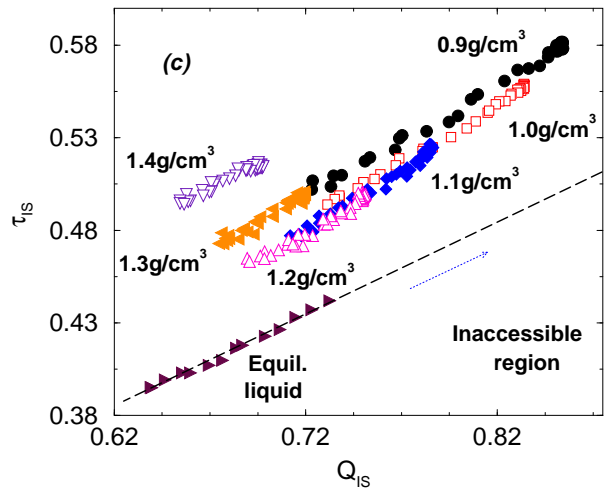 0.58
(c)
0.9g/cm³
0.53
1.4g/cm³
1.0g/cm³
1.1g/cm³
τIS
0.48
1.3g/cm³
1.2g/cm³
0.43
Equil.
liquid
Inaccessible
region
0.38
0.62 0.72 0.82
QIS